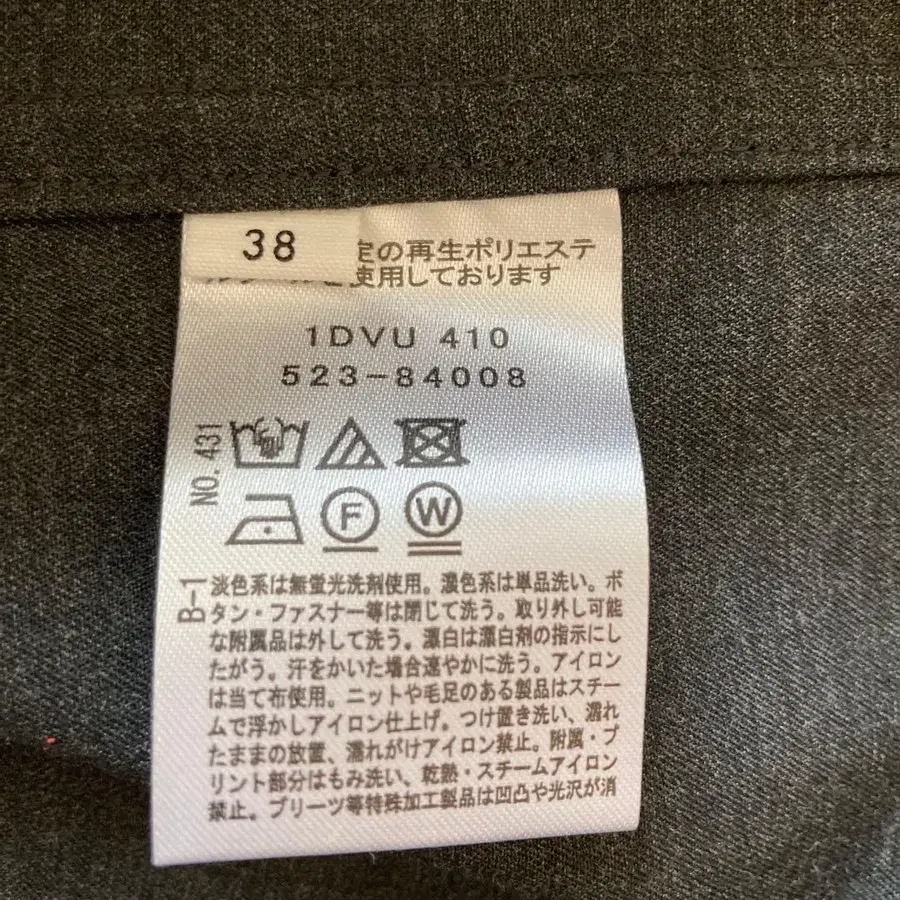 38
定の再生ポリエステ
使用しております
1DVU 410
523-84008
NO.431
F
W
B-1
淡色系は無蛍光洗剤使用。濃色系は単品洗い。ボ
タン・ファスナー等は閉じて洗う。取り外し可能
な附属品は外して洗う。漂白は漂白剤の指示にし
たがう。汗をかいた場合速やかに洗う。アイロン
は当て布使用。ニットや毛足のある製品はスチー
ムで浮かしアイロン仕上げ。つけ置き洗い、濡れ
たままの放置、濡れがけアイロン禁止。附属・プ
リント部分はもみ洗い、乾熱・スチームアイロン
禁止。プリーツ等特殊加工製品は凹凸や光沢が消